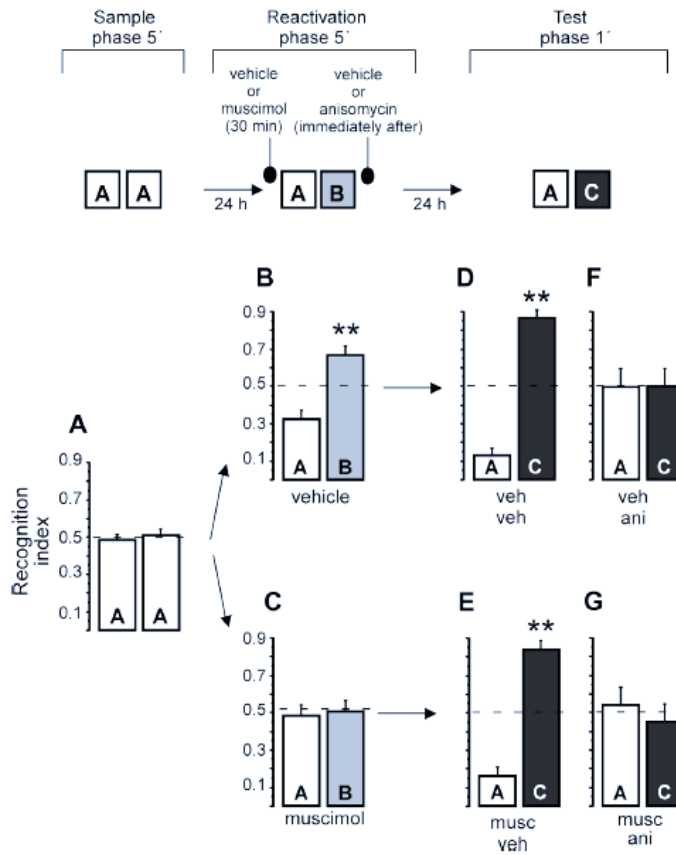 Sample
phase 5´
Reactivation
phase 5´
Test
phase 1´
vehicle
or
muscimol
(30 min)
vehicle
or
anisomycin
(immediately after)
A A
24 h
A B
24 h
A C
B
0.9
0.7
0.5
0.3
0.1
**
A B
vehicle
D
**
A C
veh
veh
F
A C
veh
ani
A
Recognition
index
0.9
0.7
0.5
0.3
0.1
A A
C
0.9
0.7
0.5
0.3
0.1
A B
muscimol
E
**
A C
musc
veh
G
A C
musc
ani